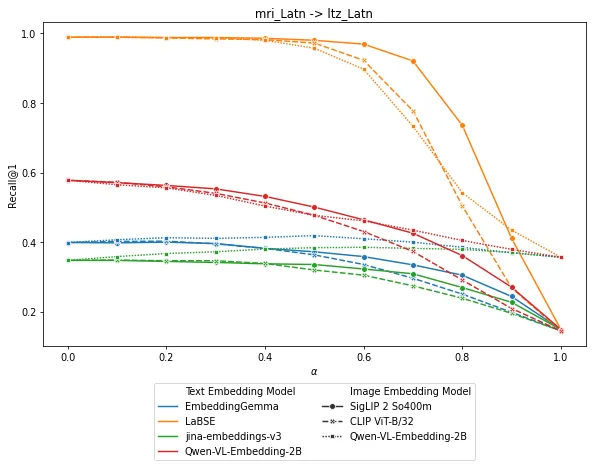 mri_Latn -> ltz_Latn
Recall@1
1.0
0.8
0.6
0.4
0.2
0.0 0.2 0.4 0.6 0.8 1.0
α
Text Embedding Model Image Embedding Model
EmbeddingGemma SigLIP 2 So400m
LaBSE CLIP ViT-B/32
jina-embeddings-v3 Qwen-VL-Embedding-2B
Qwen-VL-Embedding-2B